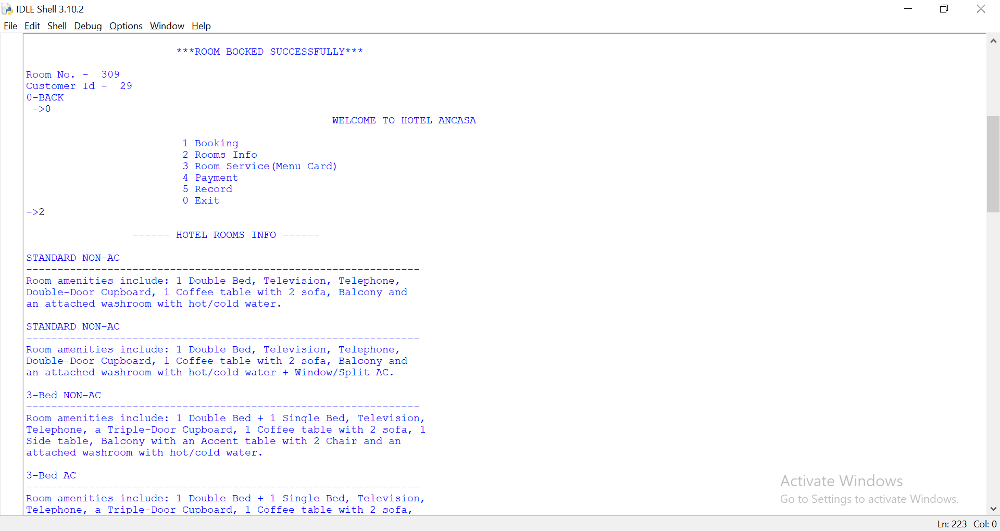 IDLE Shell 3.10.2
File Edit Shell Debug Options Window Help
***ROOM BOOKED SUCCESSFULLY***
Room No. -  309
Customer Id -  29
0-BACK
->0
WELCOME TO HOTEL ANCASA
1 Booking
2 Rooms Info
3 Room Service(Menu Card)
4 Payment
5 Record
0 Exit
->2
------ HOTEL ROOMS INFO ------
STANDARD NON-AC
---------------------------------------------------------------
Room amenities include: 1 Double Bed, Television, Telephone,
Double-Door Cupboard, 1 Coffee table with 2 sofa, Balcony and
an attached washroom with hot/cold water.
STANDARD NON-AC
---------------------------------------------------------------
Room amenities include: 1 Double Bed, Television, Telephone,
Double-Door Cupboard, 1 Coffee table with 2 sofa, Balcony and
an attached washroom with hot/cold water + Window/Split AC.
3-Bed NON-AC
---------------------------------------------------------------
Room amenities include: 1 Double Bed + 1 Single Bed, Television,
Telephone, a Triple-Door Cupboard, 1 Coffee table with 2 sofa, 1
Side table, Balcony with an Accent table with 2 Chair and an
attached washroom with hot/cold water.
3-Bed AC
---------------------------------------------------------------
Room amenities include: 1 Double Bed + 1 Single Bed, Television,
Telephone, a Triple-Door Cupboard, 1 Coffee table with 2 sofa,
Activate Windows
Go to Settings to activate Windows.
Ln: 223 Col: 0